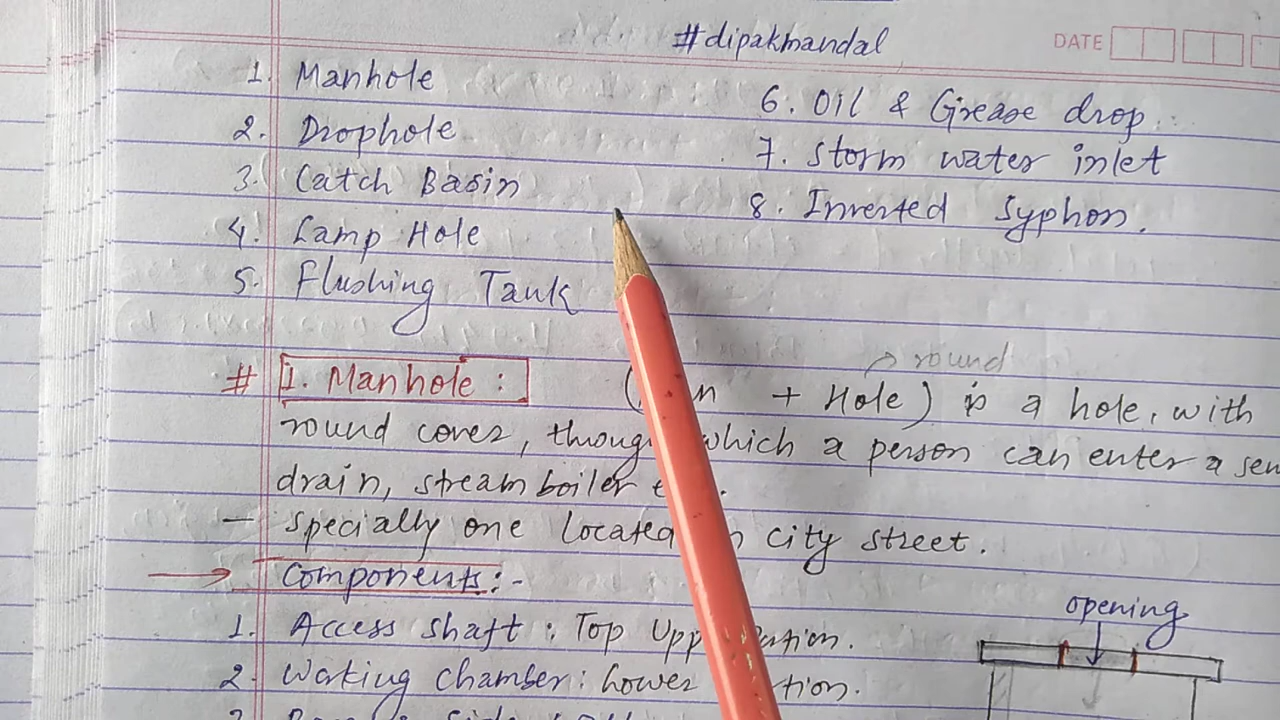 #dipakmandal
DATE
1. Manhole
2. Drophole
3. Catch Basin
4. Lamp Hole
5. Flushing Tank
6. Oil & Grease drop
7. Storm water inlet
8. Inverted Syphon.
round
# 1. Manhole : ( + Hole) is a hole, with
round cover, through which a person can enter a
drain, stream boiler
- specially one located city street.
→ Components:-
1. Access shaft : Top
2. Working chamber : Lower
opening